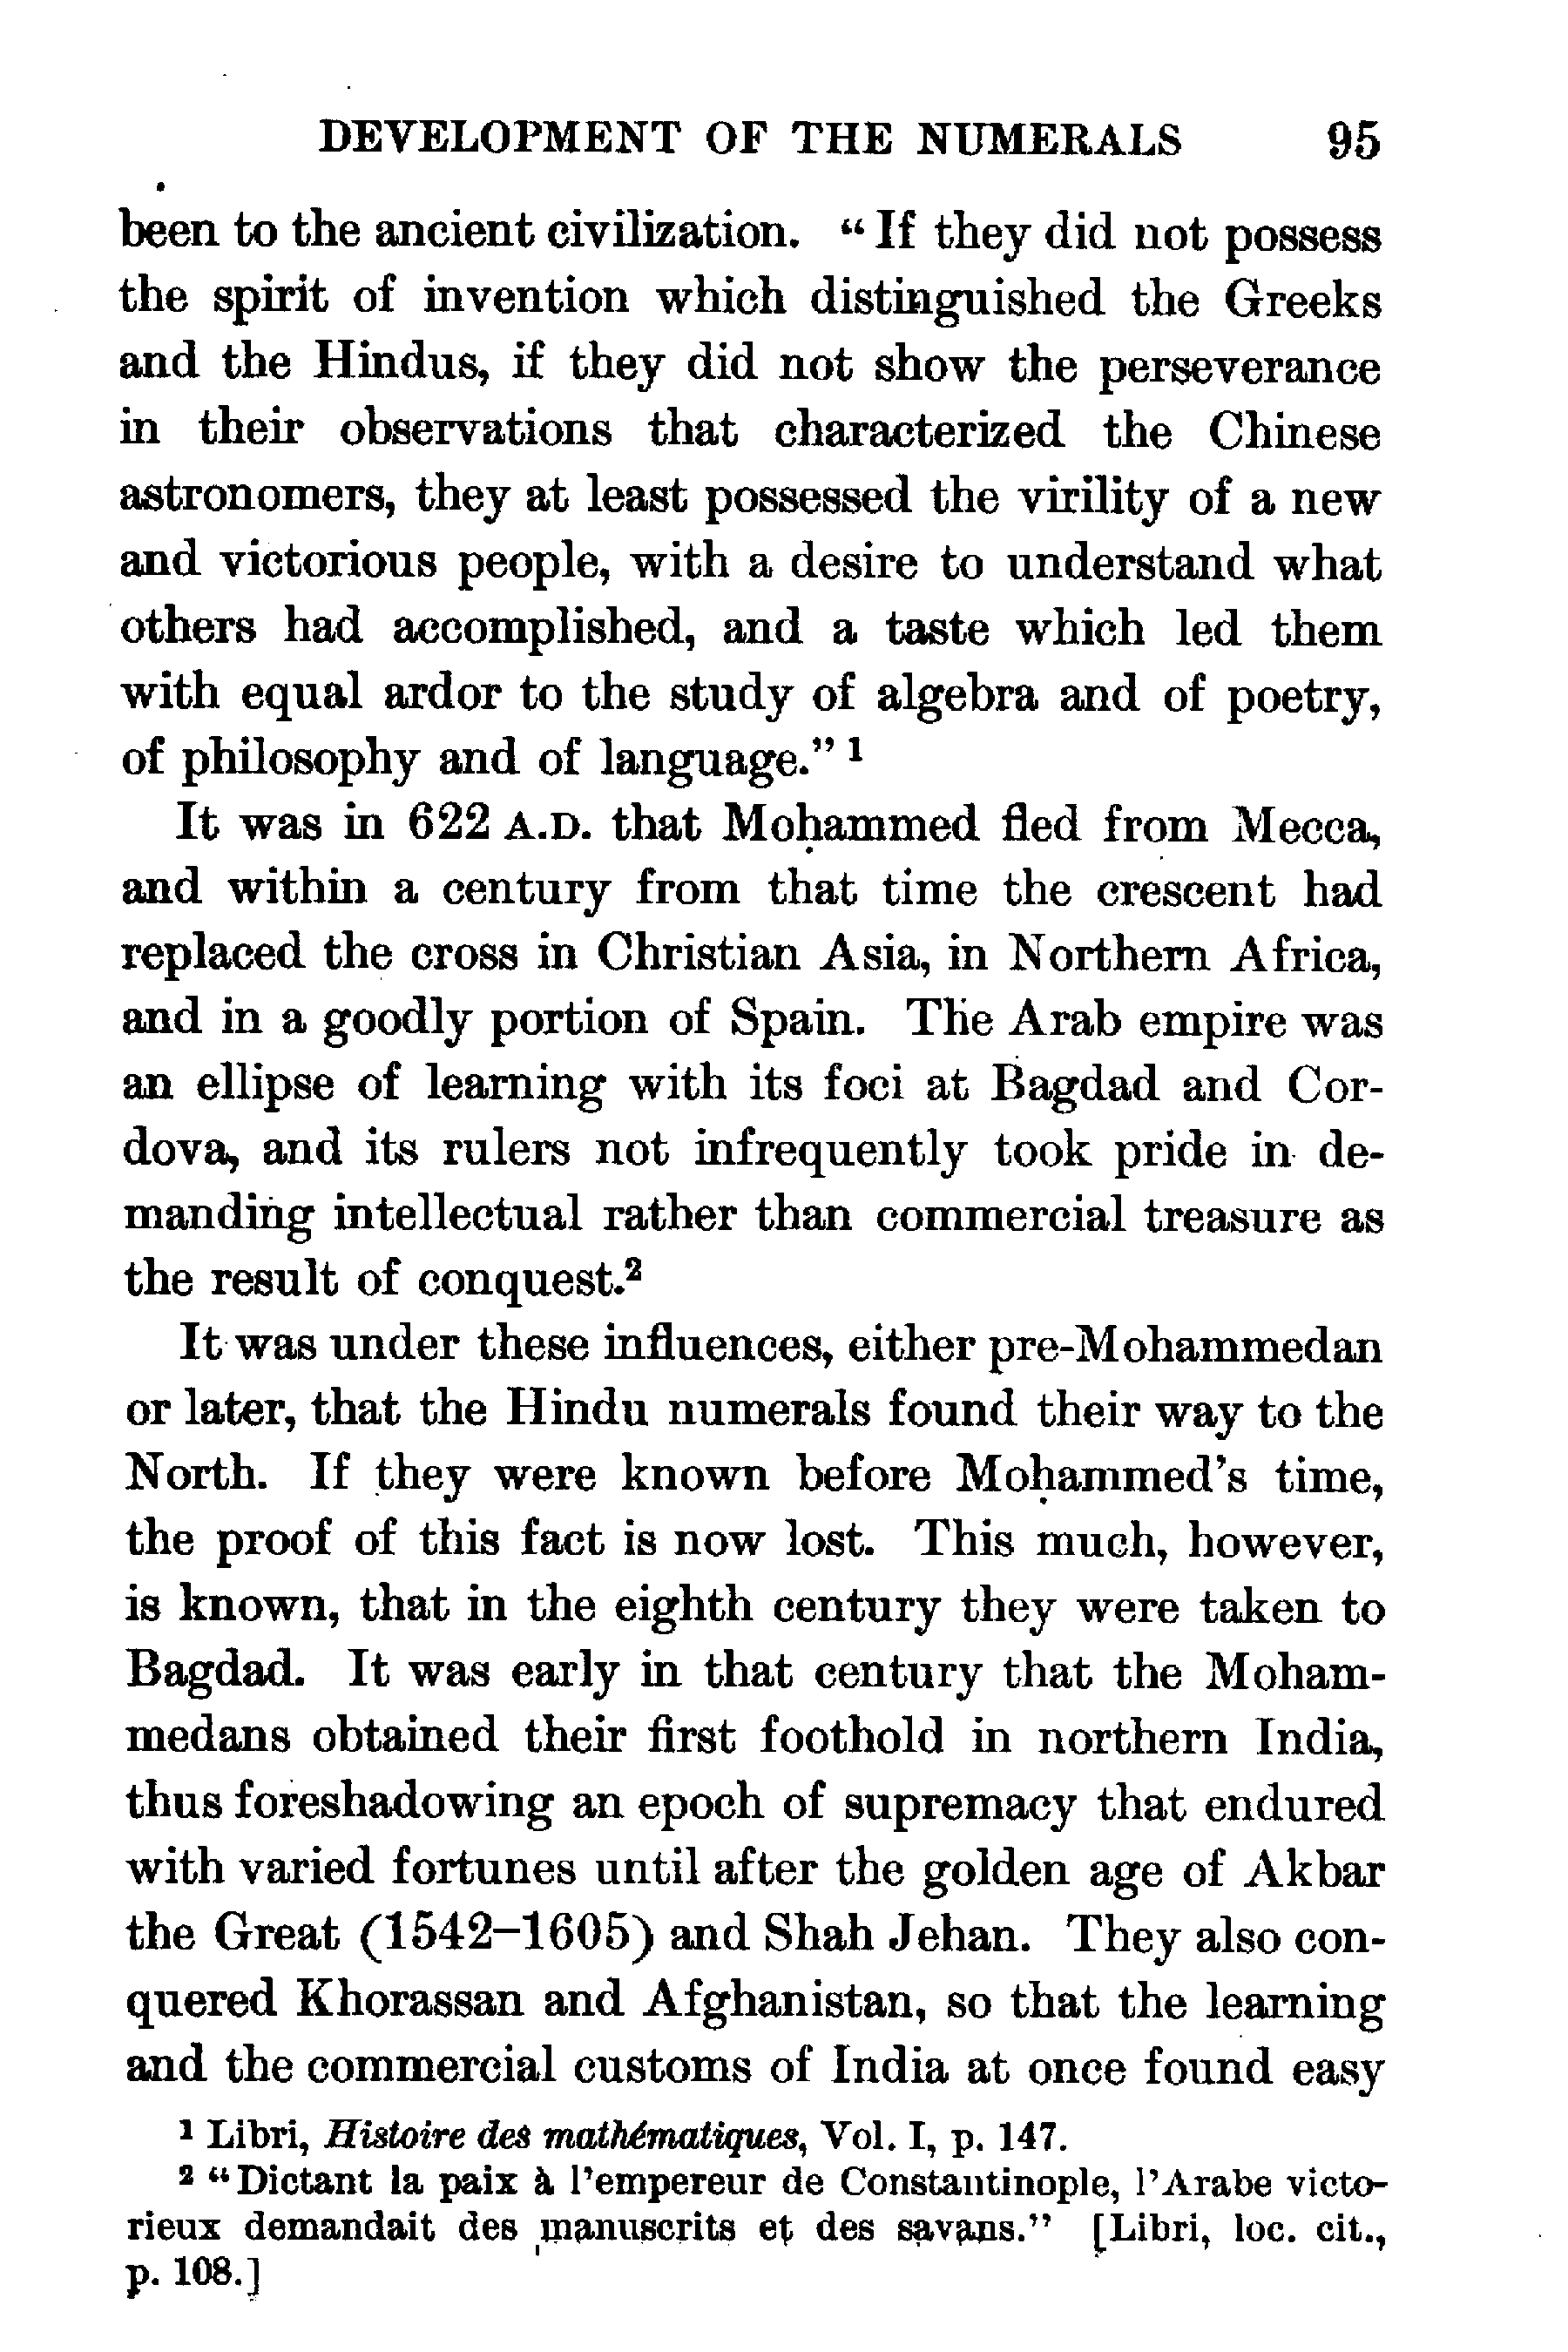 DEVELOPMENT OF THE NUMERALS 95
been to the ancient civilization. “If they did not possess
the spirit of invention which distinguished the Greeks
and the Hindus, if they did not show the perseverance
in their observations that characterized the Chinese
astronomers, they at least possessed the virility of a new
and victorious people, with a desire to understand what
others had accomplished, and a taste which led them
with equal ardor to the study of algebra and of poetry,
of philosophy and of language.” ¹
It was in 622 A.D. that Moḥammed fled from Mecca,
and within a century from that time the crescent had
replaced the cross in Christian Asia, in Northern Africa,
and in a goodly portion of Spain. The Arab empire was
an ellipse of learning with its foci at Bagdad and Cor-
dova, and its rulers not infrequently took pride in de-
manding intellectual rather than commercial treasure as
the result of conquest.²
It was under these influences, either pre-Mohammedan
or later, that the Hindu numerals found their way to the
North. If they were known before Moḥammed's time,
the proof of this fact is now lost. This much, however,
is known, that in the eighth century they were taken to
Bagdad. It was early in that century that the Moham-
medans obtained their first foothold in northern India,
thus foreshadowing an epoch of supremacy that endured
with varied fortunes until after the golden age of Akbar
the Great (1542–1605) and Shah Jehan. They also con-
quered Khorassan and Afghanistan, so that the learning
and the commercial customs of India at once found easy
¹ Libri, Histoire des mathématiques, Vol. I, p. 147.
² “Dictant la paix à l'empereur de Constantinople, l'Arabe victo-
rieux demandait des manuscrits et des savans.” [Libri, loc. cit.,
p. 108.]